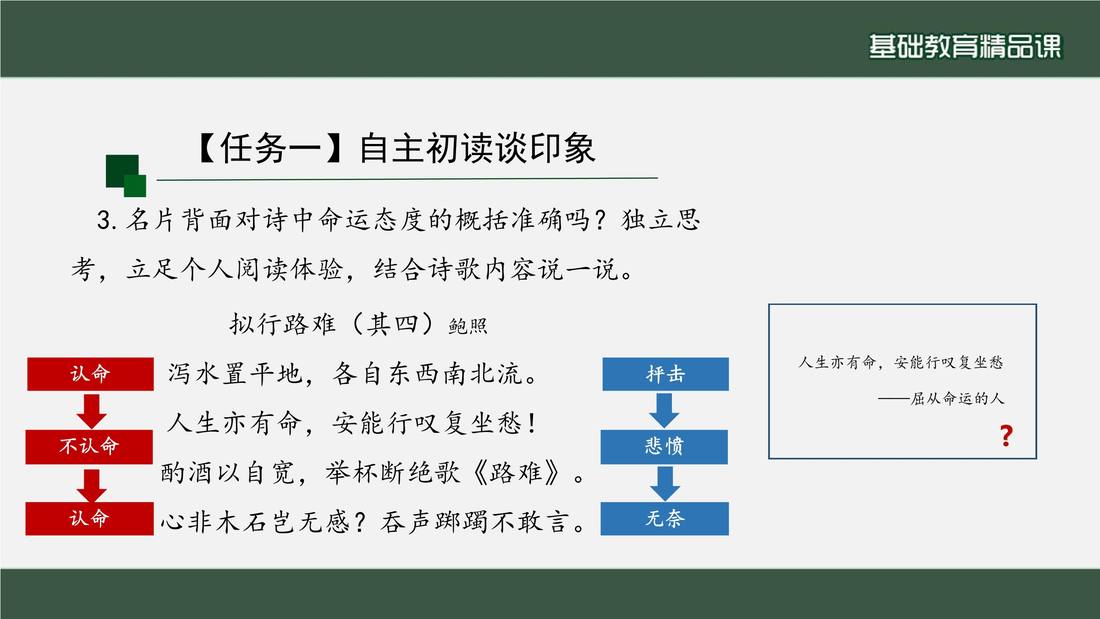 基础教育精品课
【任务一】自主初读谈印象
3.名片背面对诗中命运态度的概括准确吗？独立思
考，立足个人阅读体验，结合诗歌内容说一说。
拟行路难（其四）鲍照
认命
泻水置平地，各自东西南北流。
抨击
不认命
人生亦有命，安能行叹复坐愁！
悲愤
酌酒以自宽，举杯断绝歌《路难》。
认命
心非木石岂无感？吞声踯躅不敢言。
无奈
人生亦有命，安能行叹复坐愁
——屈从命运的人
?